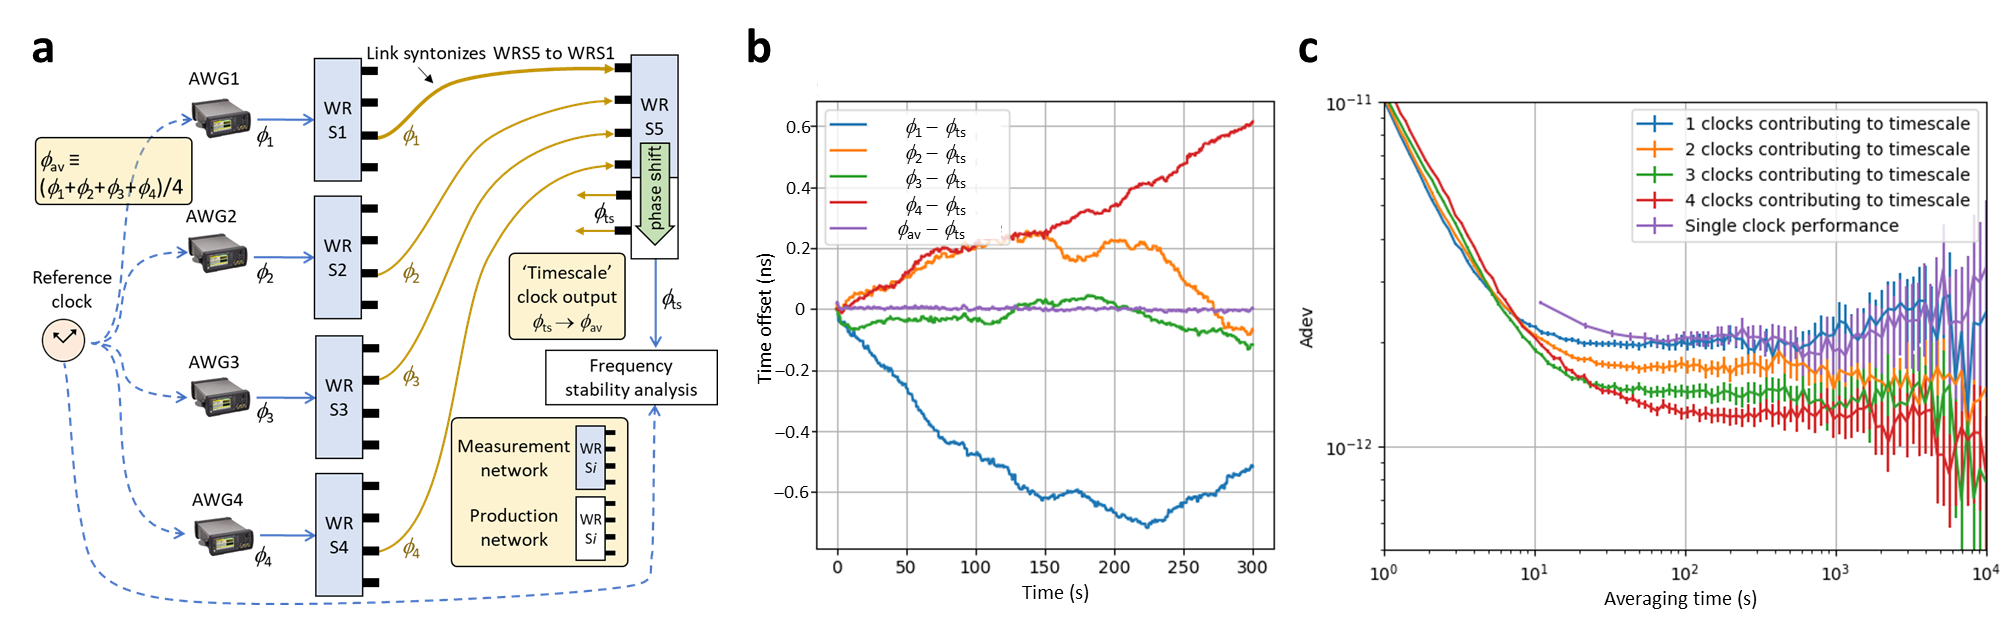 a
Link syntonizes WRS5 to WRS1
AWG1
ϕ1
WR
S1
ϕ1
ϕav ≡
(ϕ1+ϕ2+ϕ3+ϕ4)/4
AWG2
ϕ2
WR
S2
ϕ2
Reference
clock
AWG3
ϕ3
WR
S3
ϕ3
AWG4
ϕ4
WR
S4
ϕ4
WR
S5
phase shift
ϕts
‘Timescale’
clock output
ϕts → ϕav
ϕts
Frequency
stability analysis
Measurement
network
WR
Si
Production
network
WR
Si
b
Time offset (ns)
0.6
0.4
0.2
0
−0.2
−0.4
−0.6
ϕ1 − ϕts
ϕ2 − ϕts
ϕ3 − ϕts
ϕ4 − ϕts
ϕav − ϕts
0 50 100 150 200 250 300
Time (s)
c
Adev
10⁻¹¹
10⁻¹²
1 clocks contributing to timescale
2 clocks contributing to timescale
3 clocks contributing to timescale
4 clocks contributing to timescale
Single clock performance
10⁰ 10¹ 10² 10³ 10⁴
Averaging time (s)